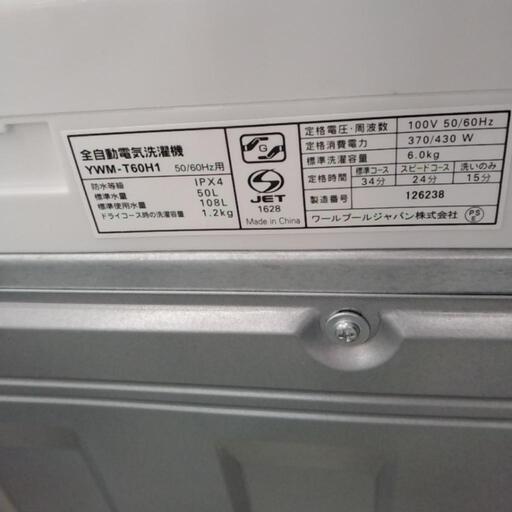 全自動電気洗濯機
YWM-T60H1 50/60Hz用
防水等級 IPX4
標準水量 50L
標準使用水量 108L
ドライコース時の洗濯容量 1.2kg
G
S
JET
1628
Made in China
定格電圧・周波数 100V 50/60Hz
定格消費電力 370/430 W
標準洗濯容量 6.0kg
定格時間 標準コース スピードコース 洗いのみ
34分 24分 15分
製造番号 126238
ワールプールジャパン株式会社
PS
E